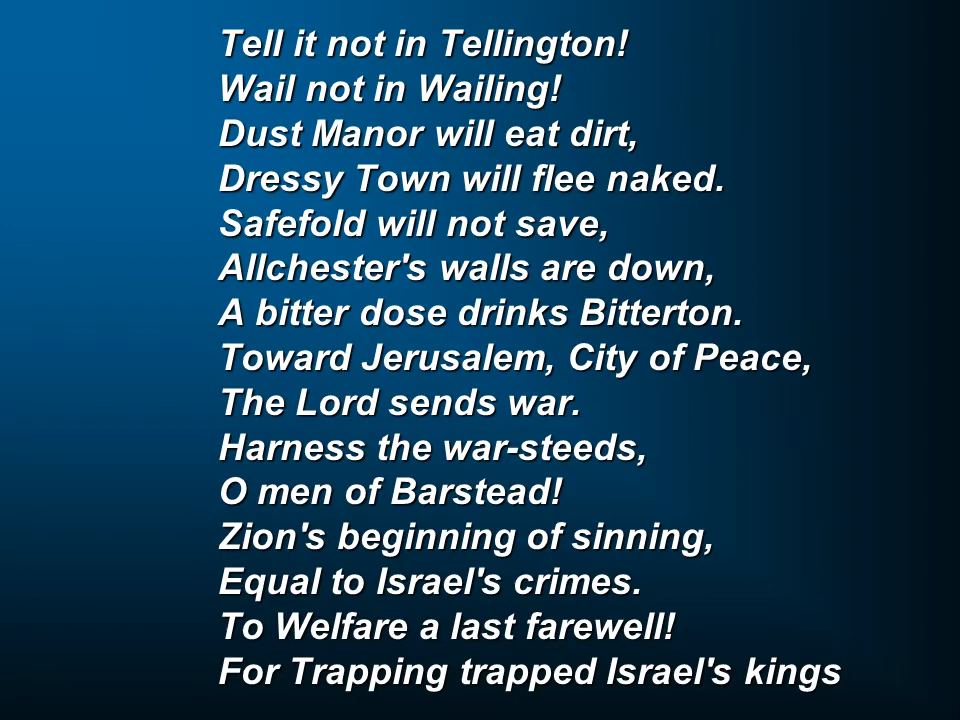 Tell it not in Tellington!
Wail not in Wailing!
Dust Manor will eat dirt,
Dressy Town will flee naked.
Safefold will not save,
Allchester's walls are down,
A bitter dose drinks Bitterton.
Toward Jerusalem, City of Peace,
The Lord sends war.
Harness the war-steeds,
O men of Barstead!
Zion's beginning of sinning,
Equal to Israel's crimes.
To Welfare a last farewell!
For Trapping trapped Israel's kings